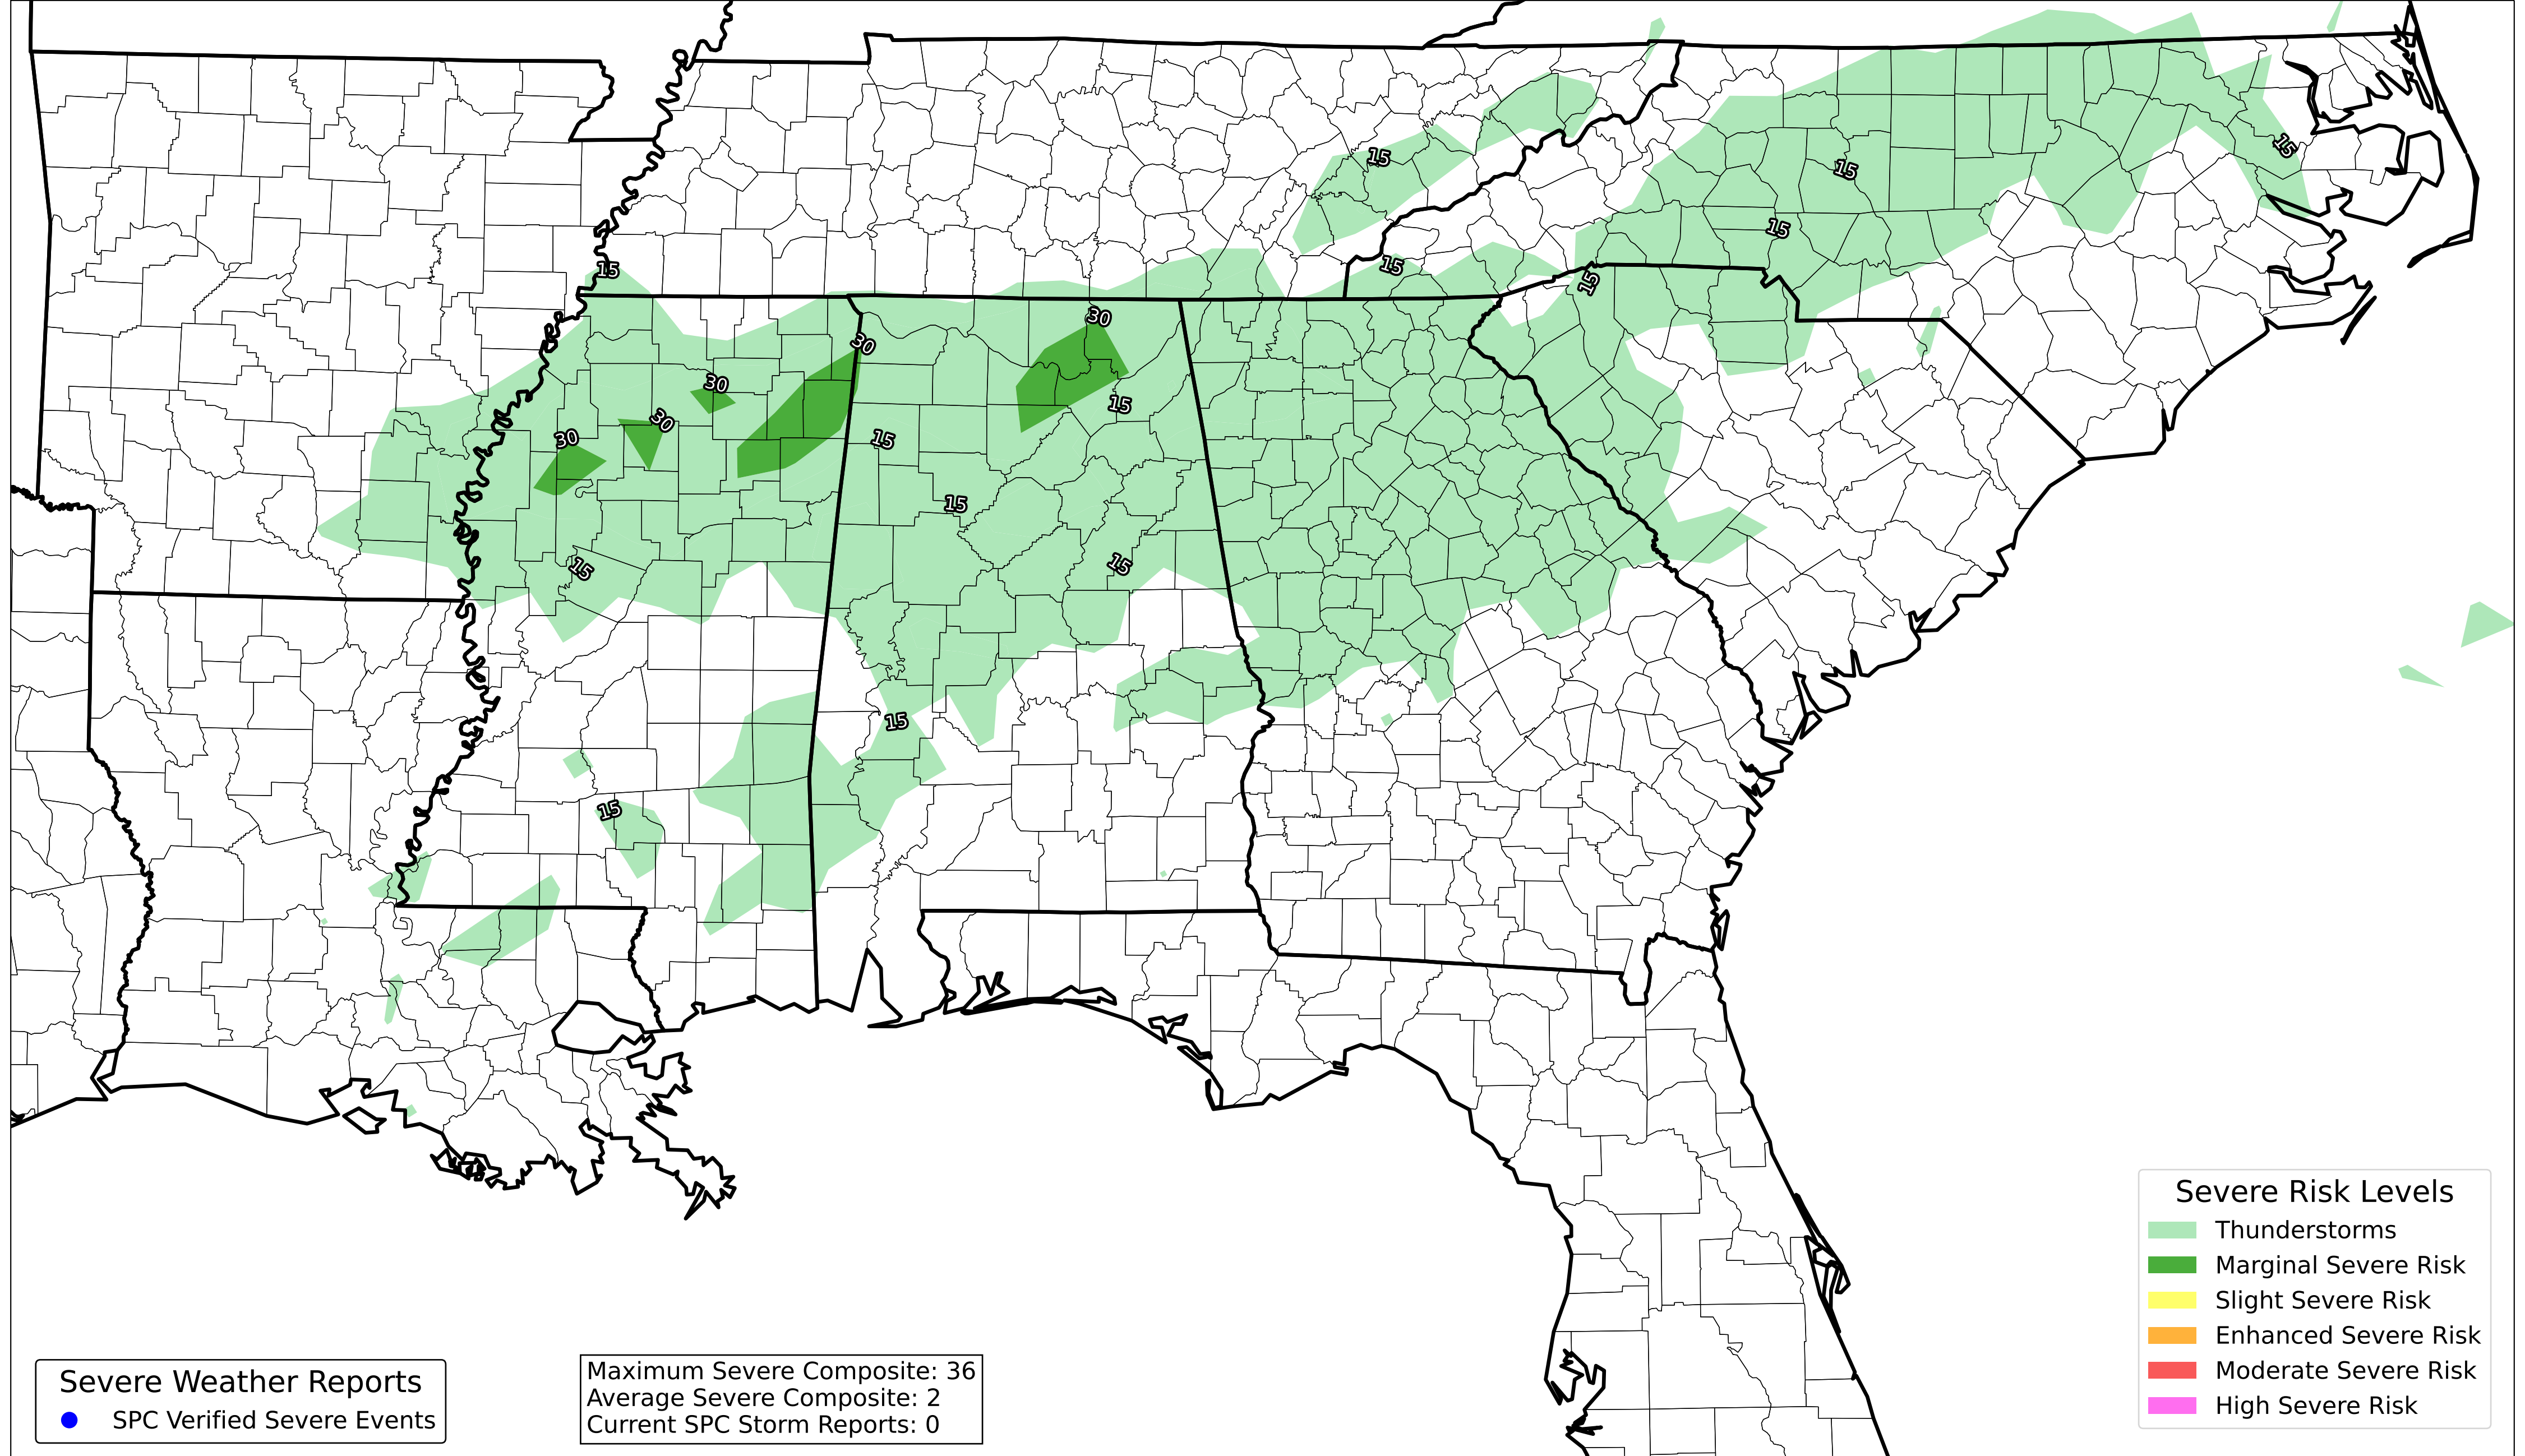 15
15
15
15
15
15
15
30
30
30
15
30
30
15
15
15
15
15
15
Severe Risk Levels
Thunderstorms
Marginal Severe Risk
Slight Severe Risk
Enhanced Severe Risk
Moderate Severe Risk
High Severe Risk
Severe Weather Reports
SPC Verified Severe Events
Maximum Severe Composite: 36
Average Severe Composite: 2
Current SPC Storm Reports: 0